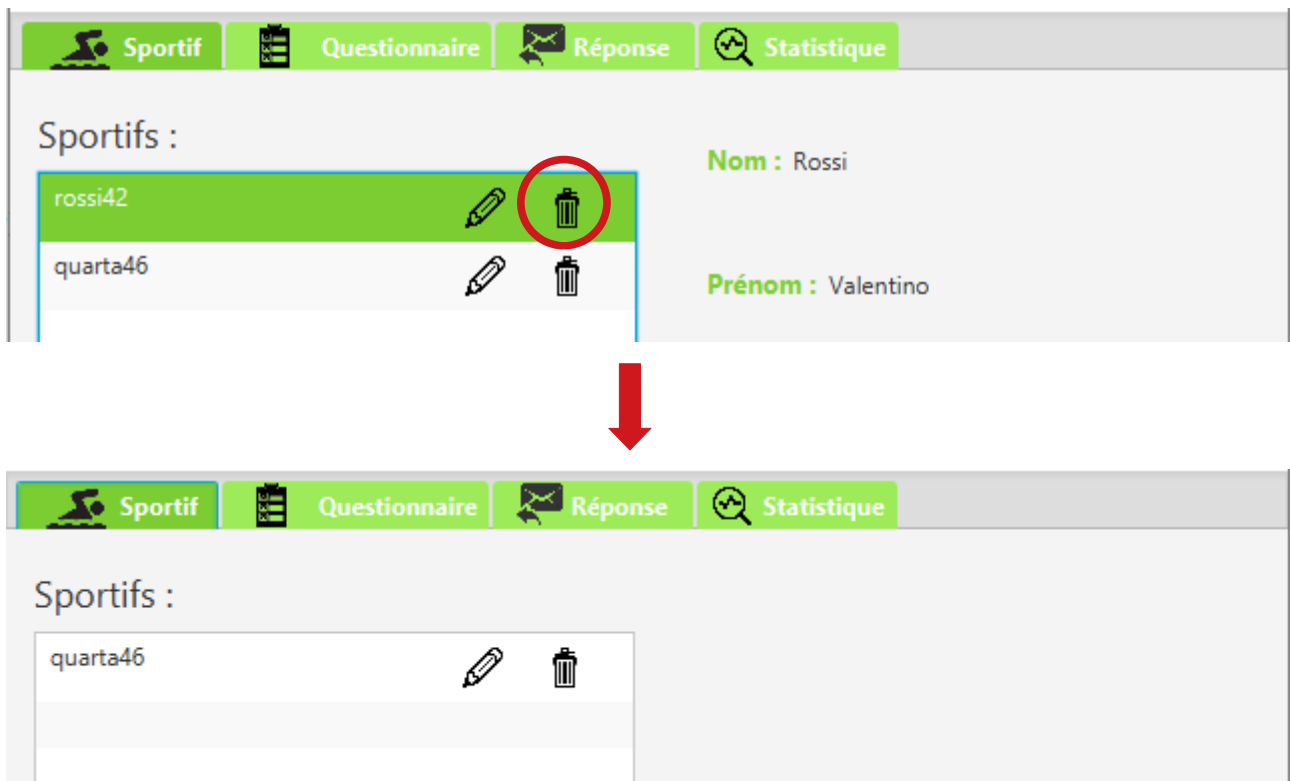 Sportif Questionnaire Réponse Statistique
Sportifs :
Nom : Rossi
rossi42
quarta46
Prénom : Valentino
Sportif Questionnaire Réponse Statistique
Sportifs :
quarta46